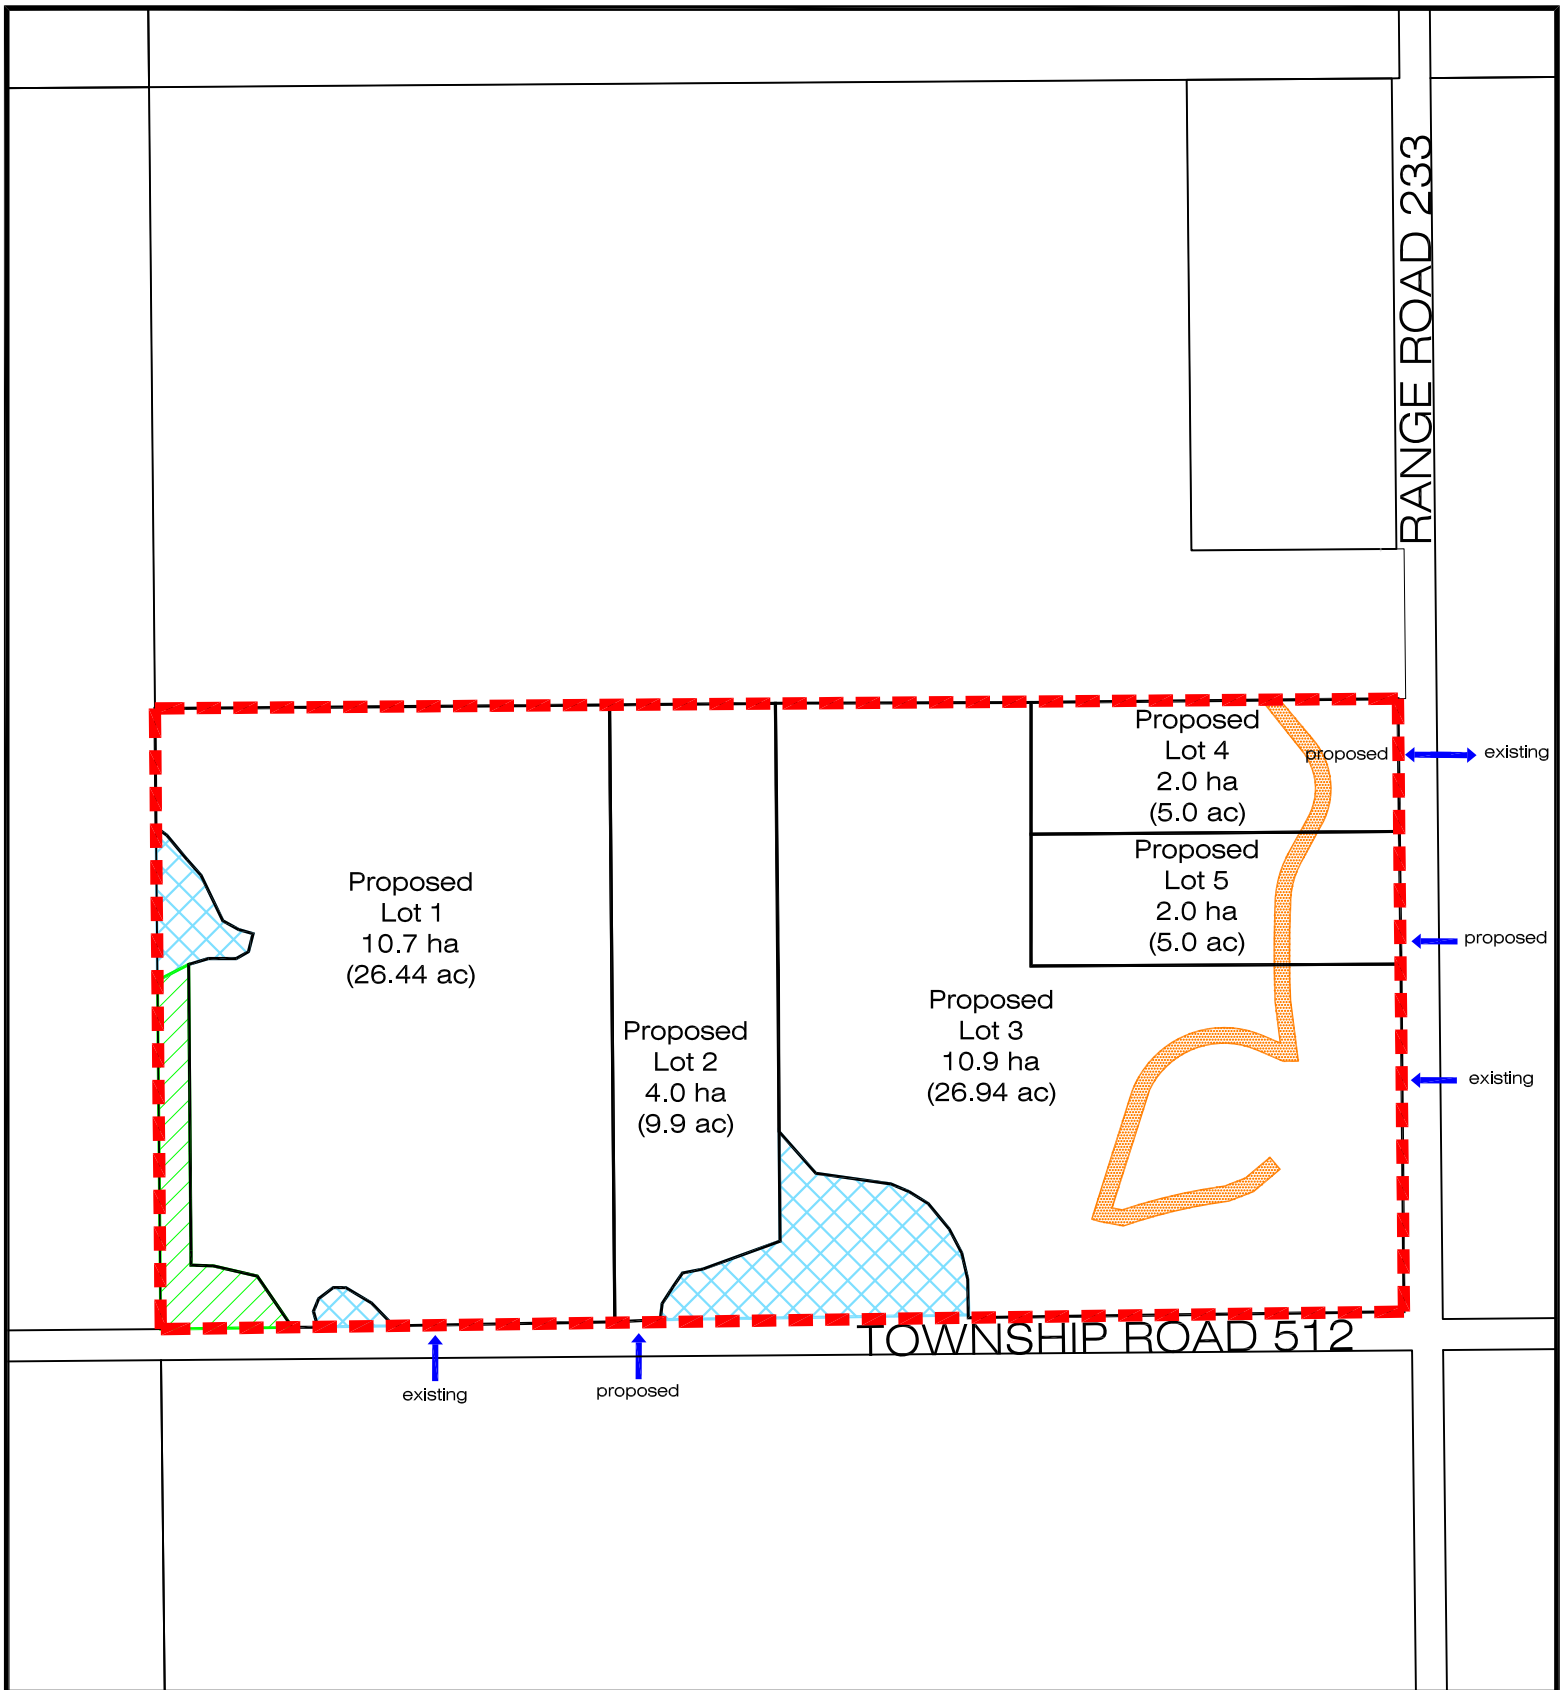 RANGE ROAD 233
Proposed
Lot 4
2.0 ha
(5.0 ac)
proposed
existing
Proposed
Lot 5
2.0 ha
(5.0 ac)
proposed
Proposed
Lot 1
10.7 ha
(26.44 ac)
Proposed
Lot 2
4.0 ha
(9.9 ac)
Proposed
Lot 3
10.9 ha
(26.94 ac)
existing
TOWNSHIP ROAD 512
existing
proposed